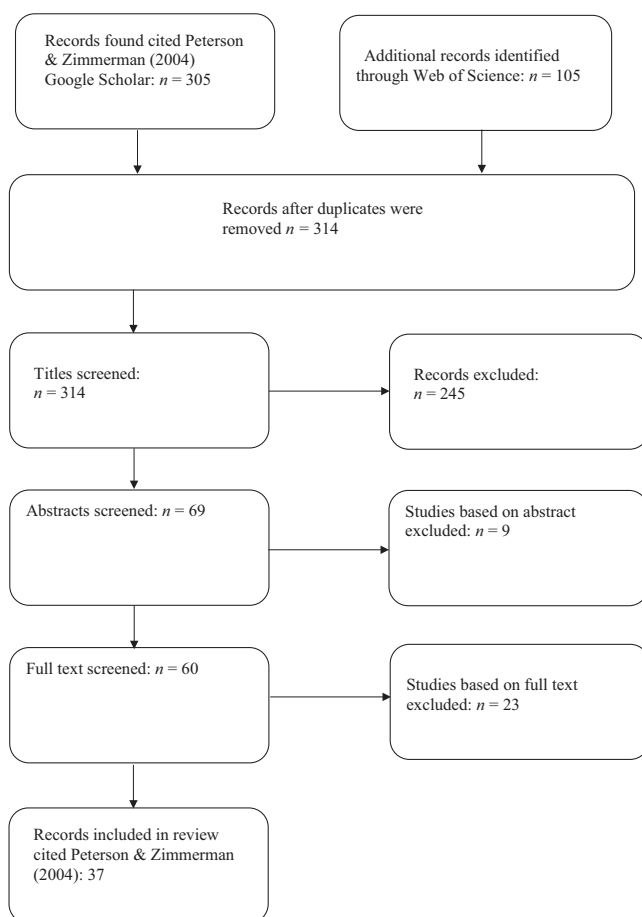 Records found cited Peterson
& Zimmerman (2004)
Google Scholar: n = 305
Additional records identified
through Web of Science: n = 105
Records after duplicates were
removed n = 314
Titles screened:
n = 314
Records excluded:
n = 245
Abstracts screened: n = 69
Studies based on abstract
excluded: n = 9
Full text screened: n = 60
Studies based on full text
excluded: n = 23
Records included in review
cited Peterson & Zimmerman
(2004): 37